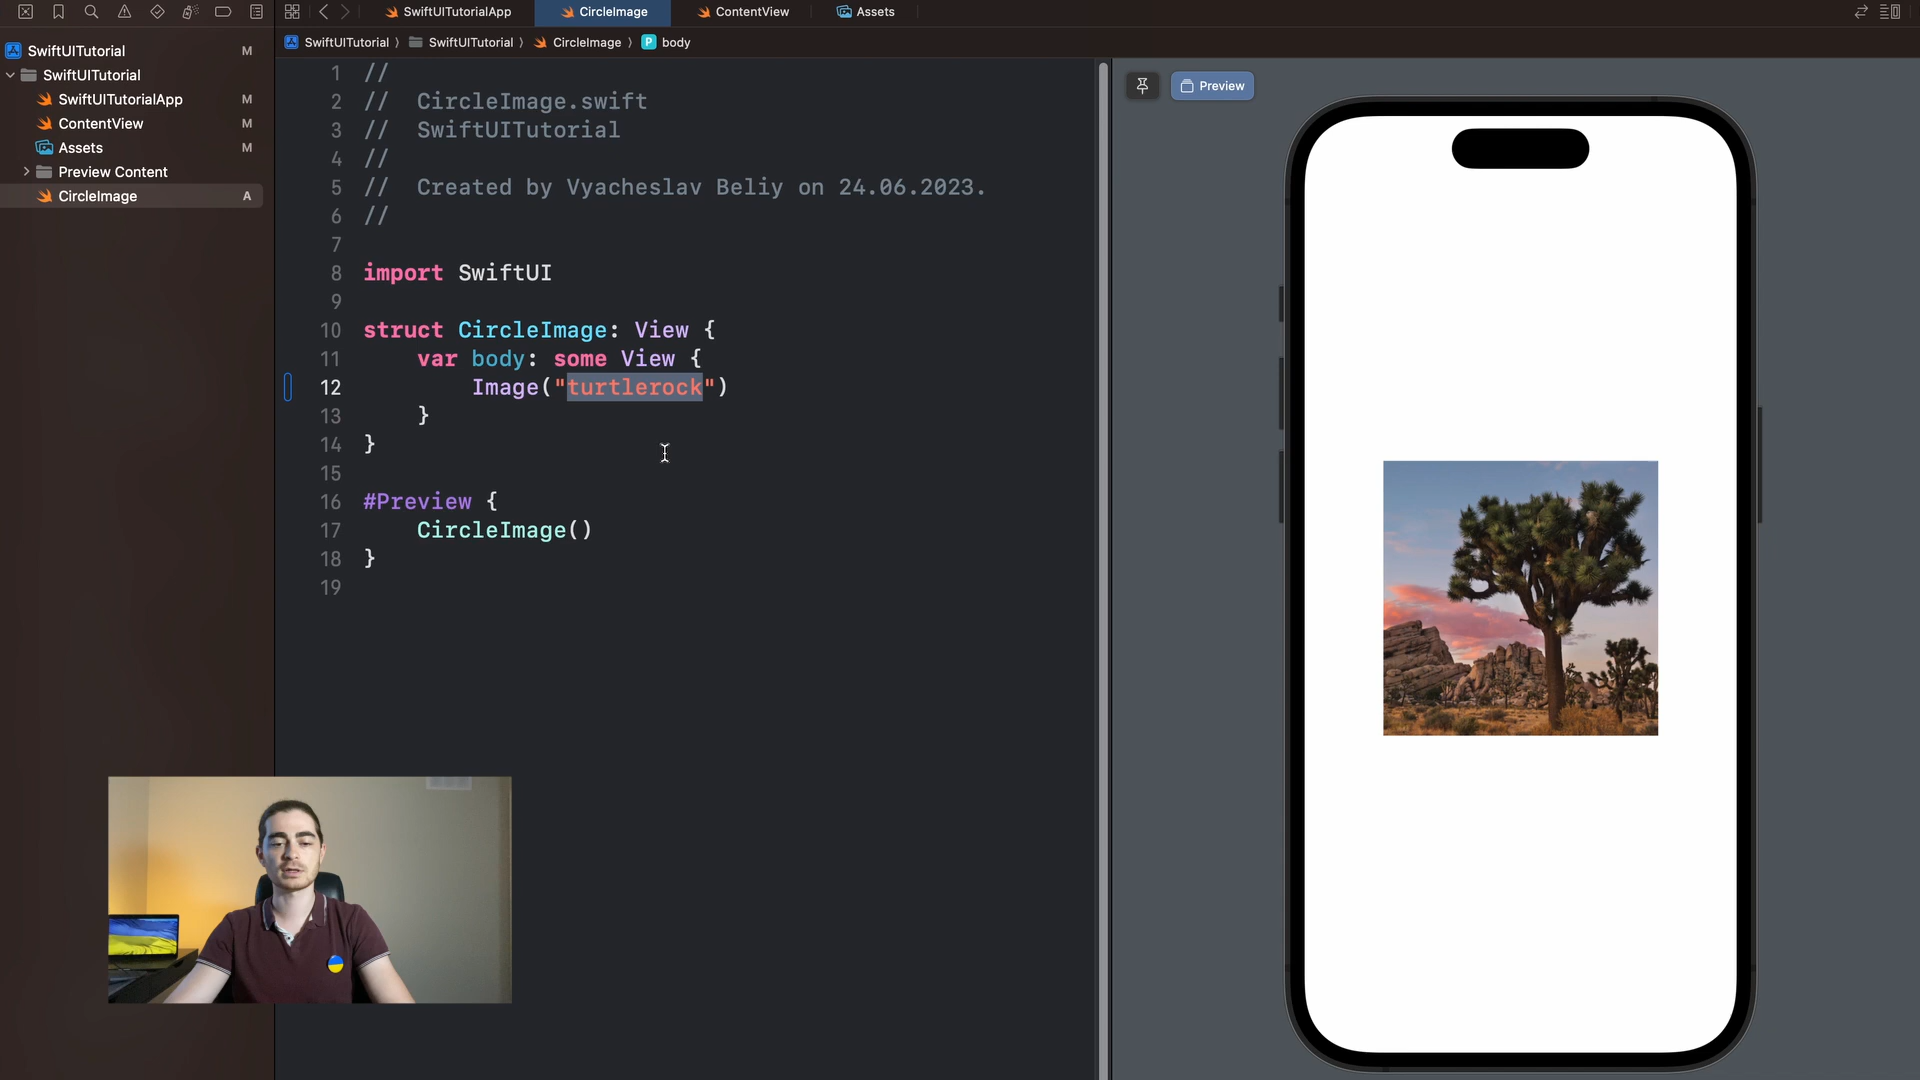 SwiftUITutorialApp
CircleImage
ContentView
Assets
SwiftUITutorial M
SwiftUITutorial
SwiftUITutorialApp M
ContentView M
Assets M
Preview Content
CircleImage A
SwiftUITutorial ⟩ SwiftUITutorial ⟩ CircleImage ⟩ P body
1 //
2 //  CircleImage.swift
3 //  SwiftUITutorial
4 //
5 //  Created by Vyacheslav Beliy on 24.06.2023.
6 //
7
8 import SwiftUI
9
10 struct CircleImage: View {
11     var body: some View {
12         Image("turtlerock")
13     }
14 }
15
16 #Preview {
17     CircleImage()
18 }
19
Preview